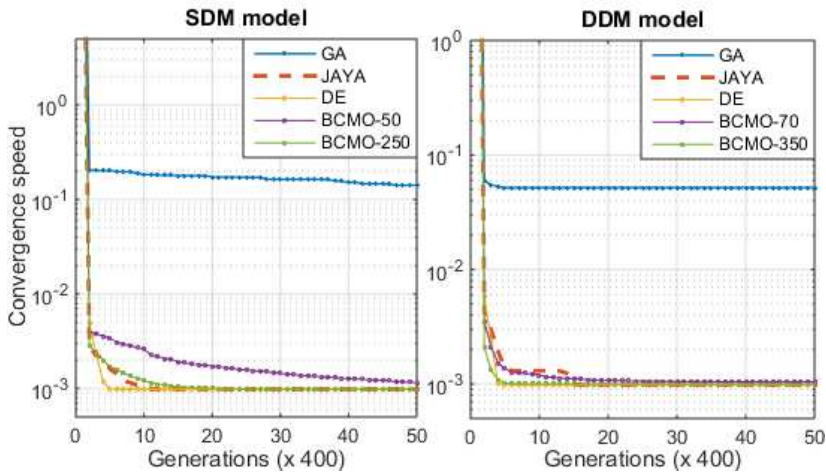 SDM model
Convergence speed
10^0
10^-1
10^-2
10^-3
0 10 20 30 40 50
Generations (x 400)
GA
JAYA
DE
BCMO-50
BCMO-250
DDM model
10^0
10^-1
10^-2
10^-3
0 10 20 30 40 50
Generations (x 400)
GA
JAYA
DE
BCMO-70
BCMO-350